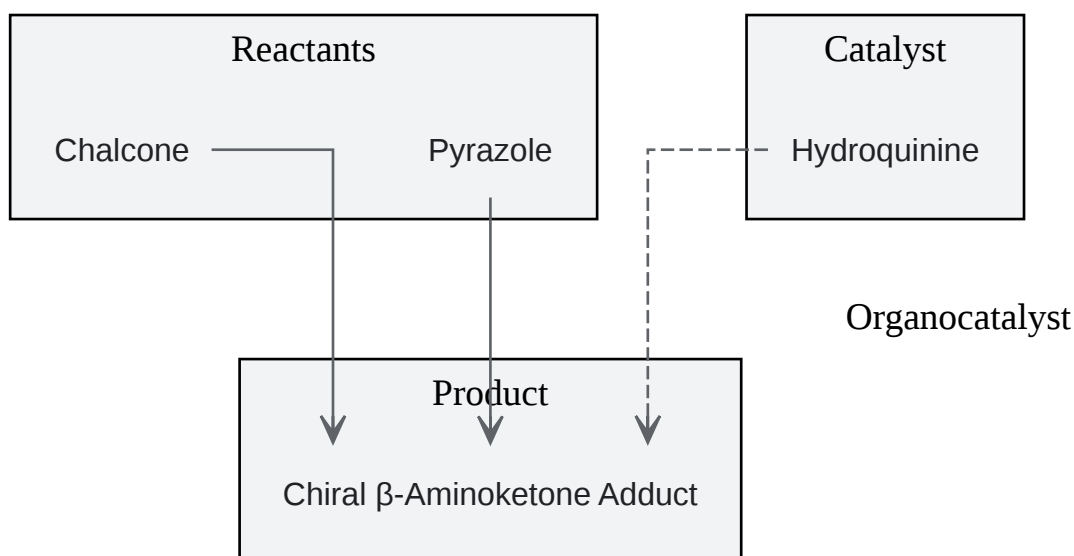 Reactants
Catalyst
Chalcone
Pyrazole
Hydroquinine
Organocatalyst
Product
Chiral β-Aminoketone Adduct